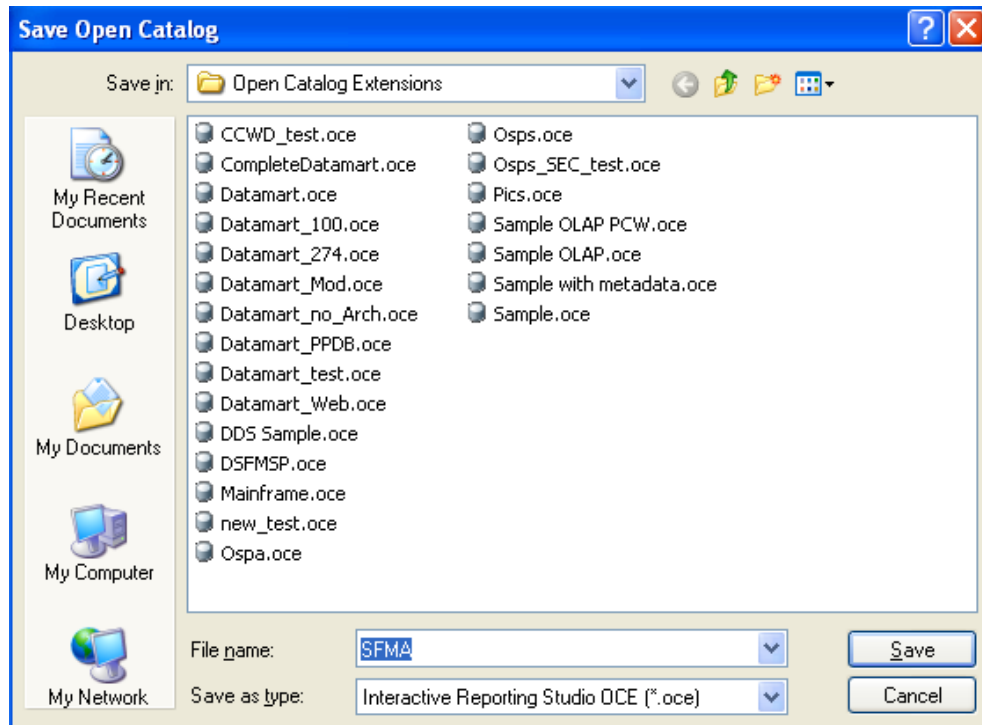 Save Open Catalog
Save in:
Open Catalog Extensions
My Recent
Documents
Desktop
My Documents
My Computer
My Network
CCWD_test.oce
CompleteDatamart.oce
Datamart.oce
Datamart_100.oce
Datamart_274.oce
Datamart_Mod.oce
Datamart_no_Arch.oce
Datamart_PPDB.oce
Datamart_test.oce
Datamart_Web.oce
DDS Sample.oce
DSFMSP.oce
Mainframe.oce
new_test.oce
Ospa.oce
Osps.oce
Osps_SEC_test.oce
Pics.oce
Sample OLAP PCW.oce
Sample OLAP.oce
Sample with metadata.oce
Sample.oce
File name:
SFMA
Save
Save as type:
Interactive Reporting Studio OCE (*.oce)
Cancel